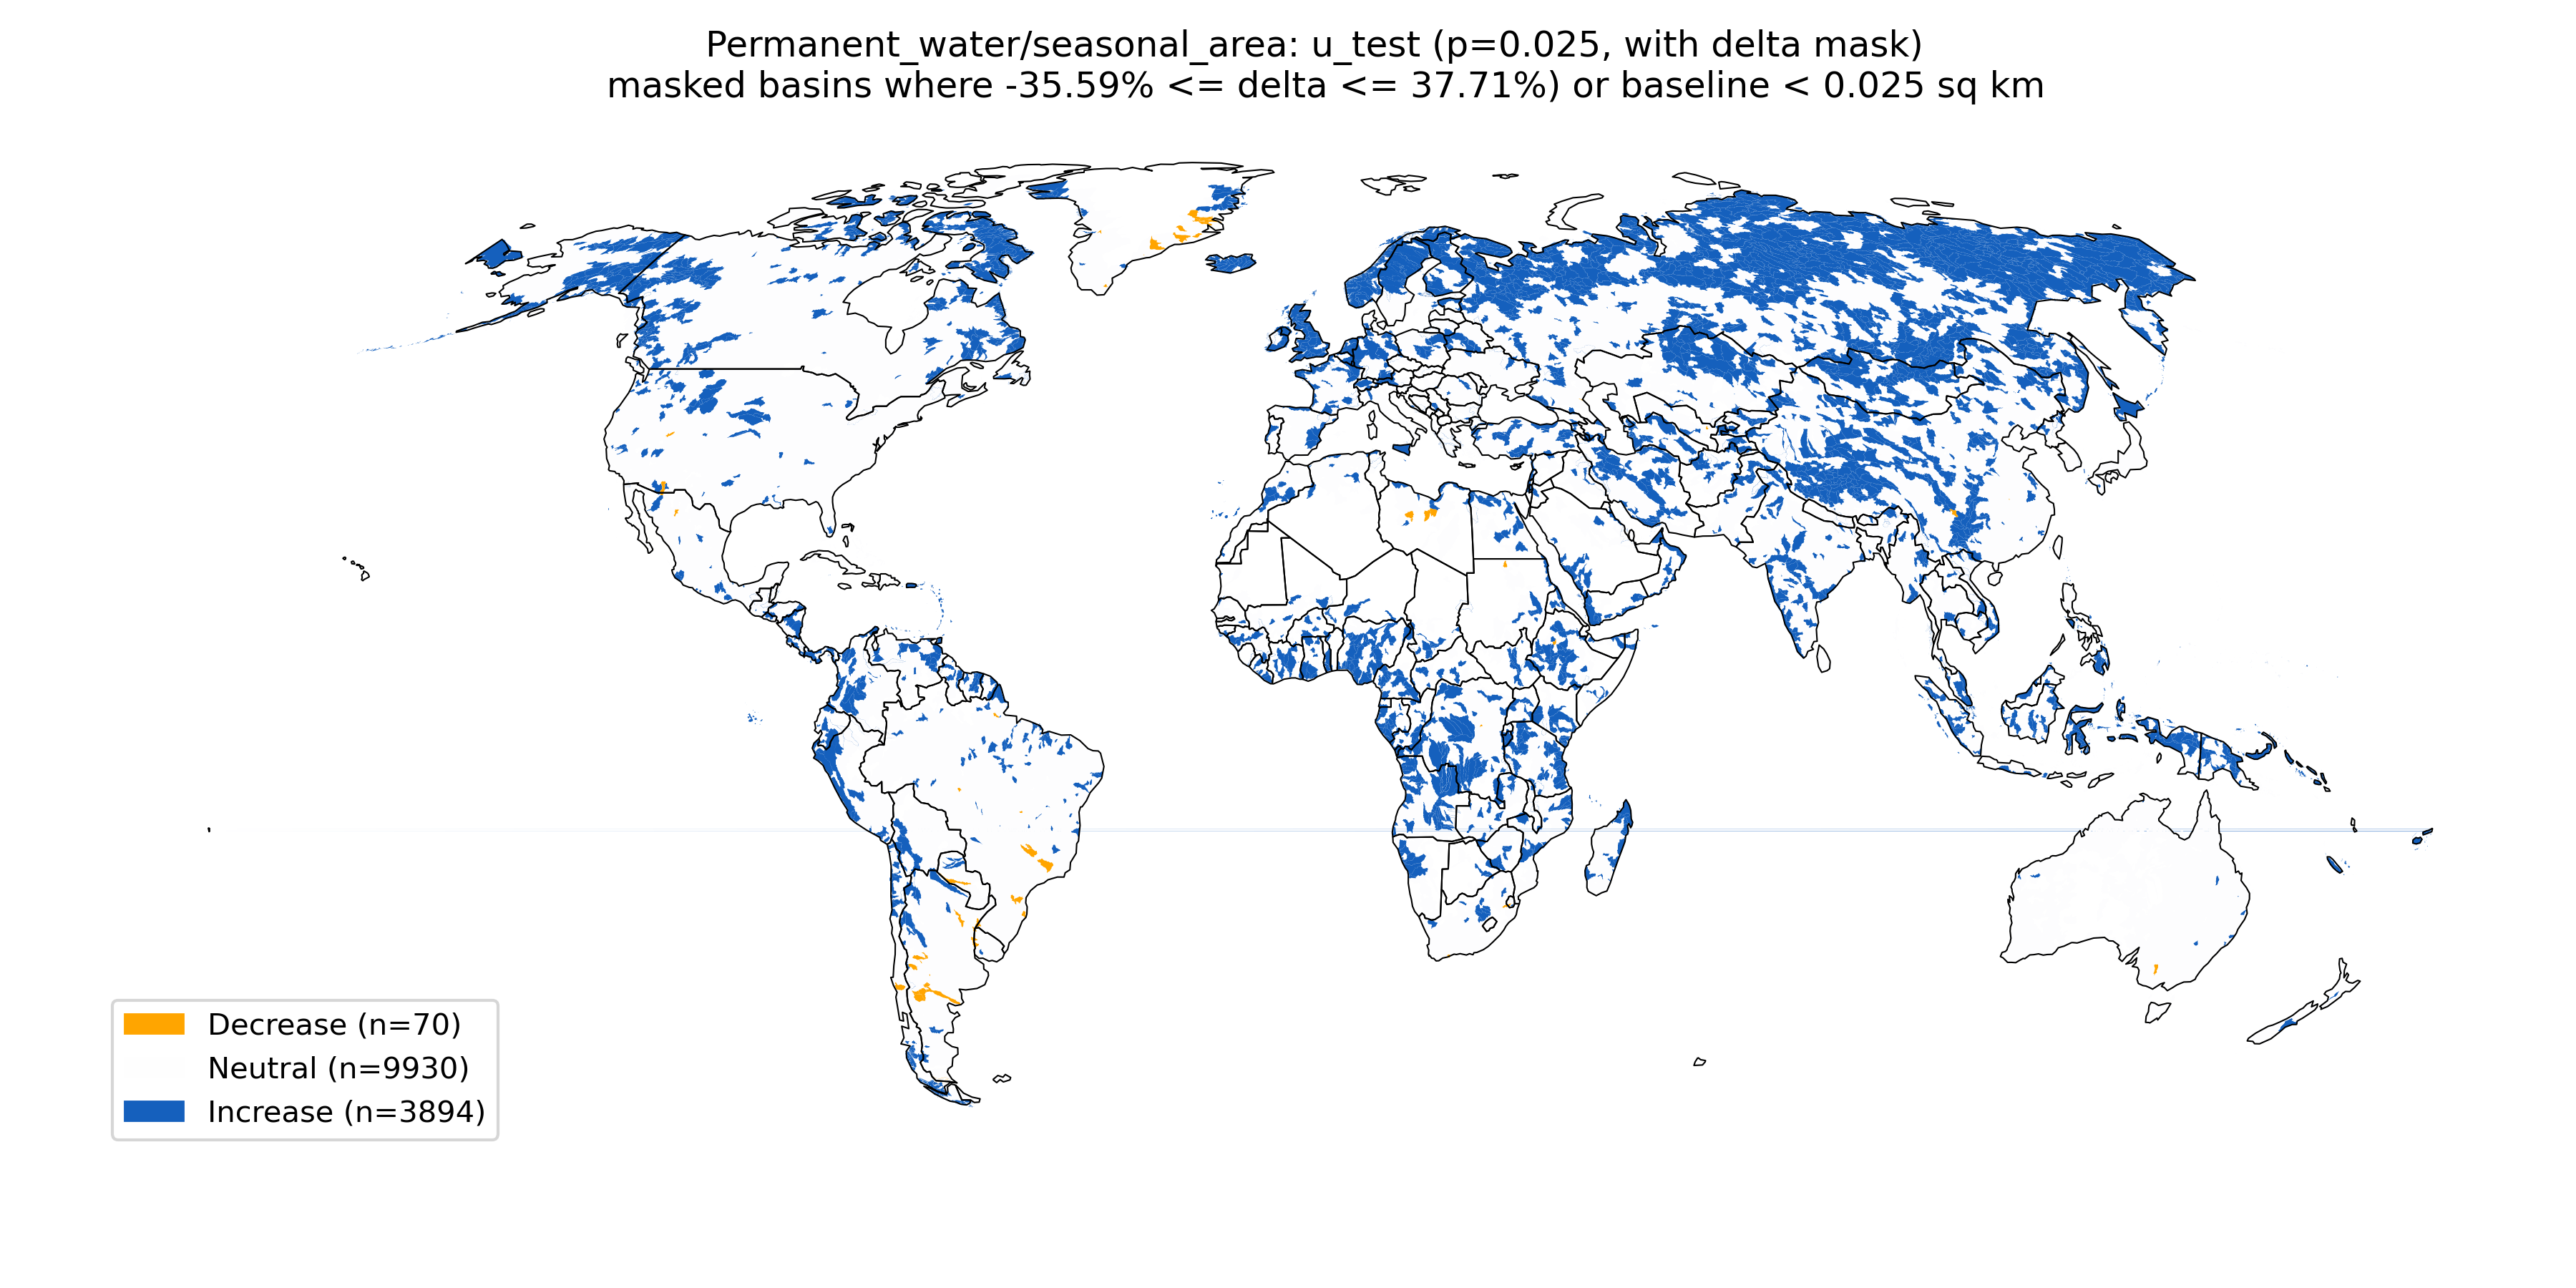 Permanent_water/seasonal_area: u_test (p=0.025, with delta mask)
masked basins where -35.59% <= delta <= 37.71%) or baseline < 0.025 sq km
Decrease (n=70)
Neutral (n=9930)
Increase (n=3894)